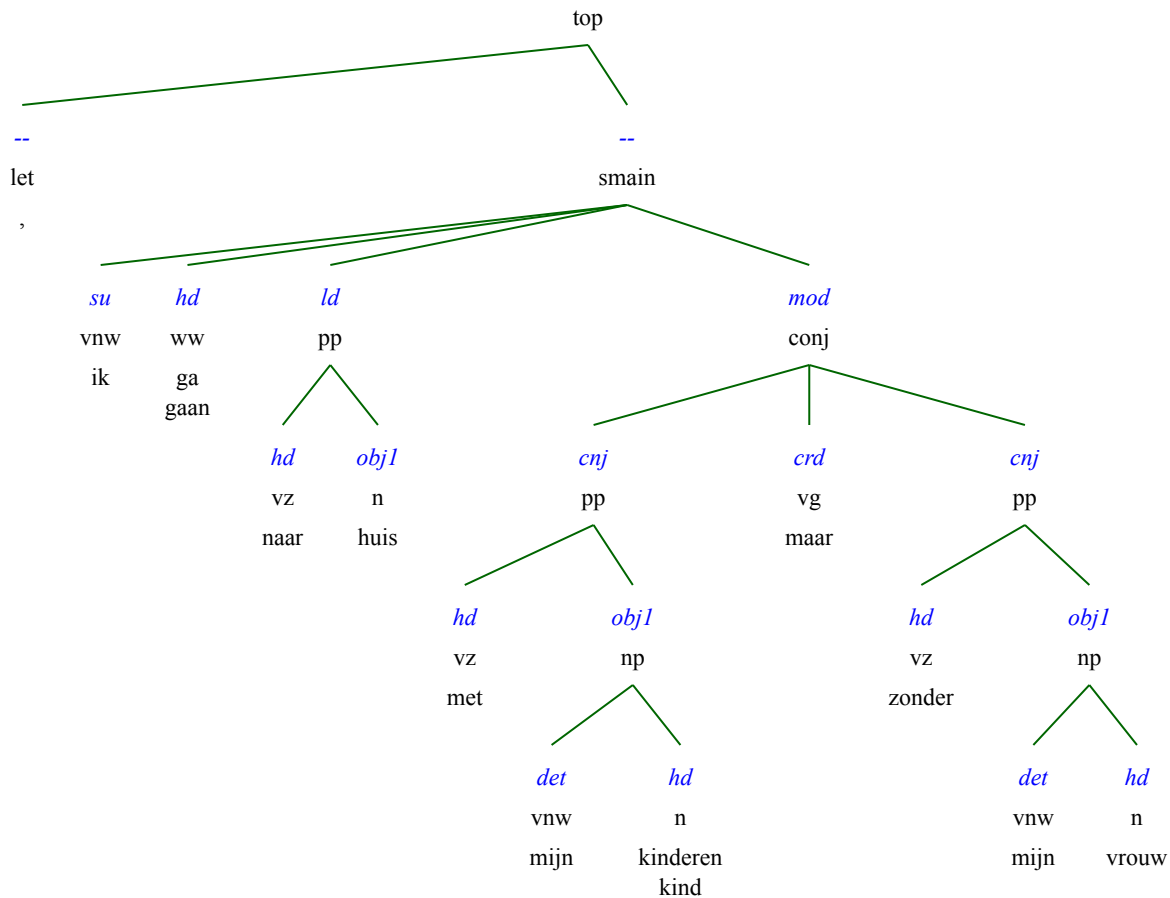 top
-- --
let smain
,
su hd ld mod
vnw ww pp conj
ik ga
gaan
hd obj1 cnj crd cnj
vz n pp vg pp
naar huis maar
hd obj1 hd obj1
vz np vz np
met zonder
det hd det hd
vnw n vnw n
mijn kinderen mijn vrouw
kind